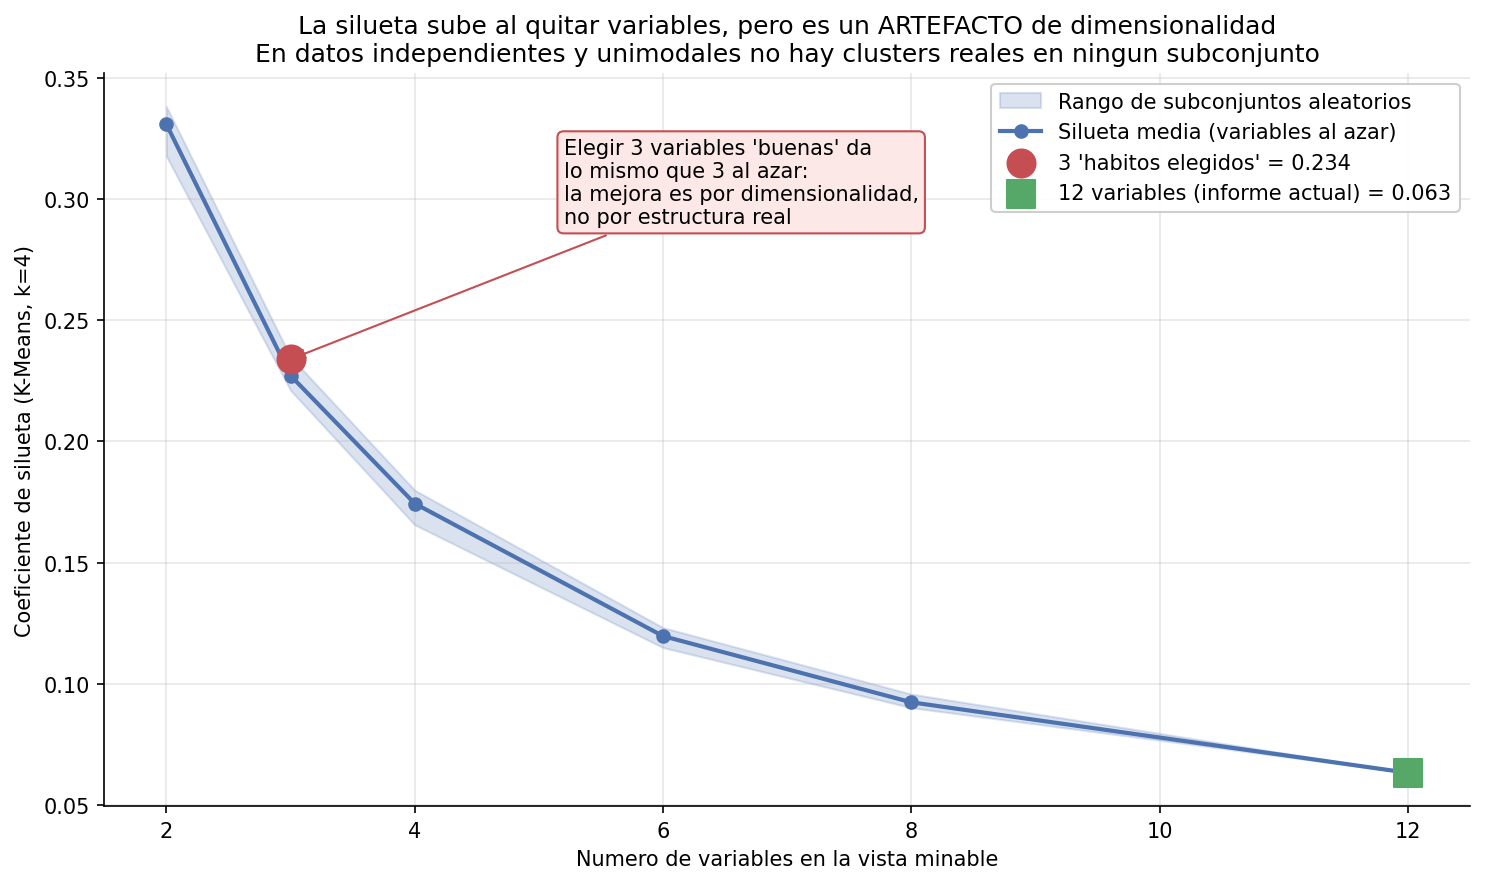 La silueta sube al quitar variables, pero es un ARTEFACTO de dimensionalidad
En datos independientes y unimodales no hay clusters reales en ningun subconjunto
Coeficiente de silueta (K-Means, k=4)
0.35
0.30
0.25
0.20
0.15
0.10
0.05
Rango de subconjuntos aleatorios
Silueta media (variables al azar)
3 'habitos elegidos' = 0.234
12 variables (informe actual) = 0.063
Elegir 3 variables 'buenas' da
lo mismo que 3 al azar:
la mejora es por dimensionalidad,
no por estructura real
2
4
6
8
10
12
Numero de variables en la vista minable